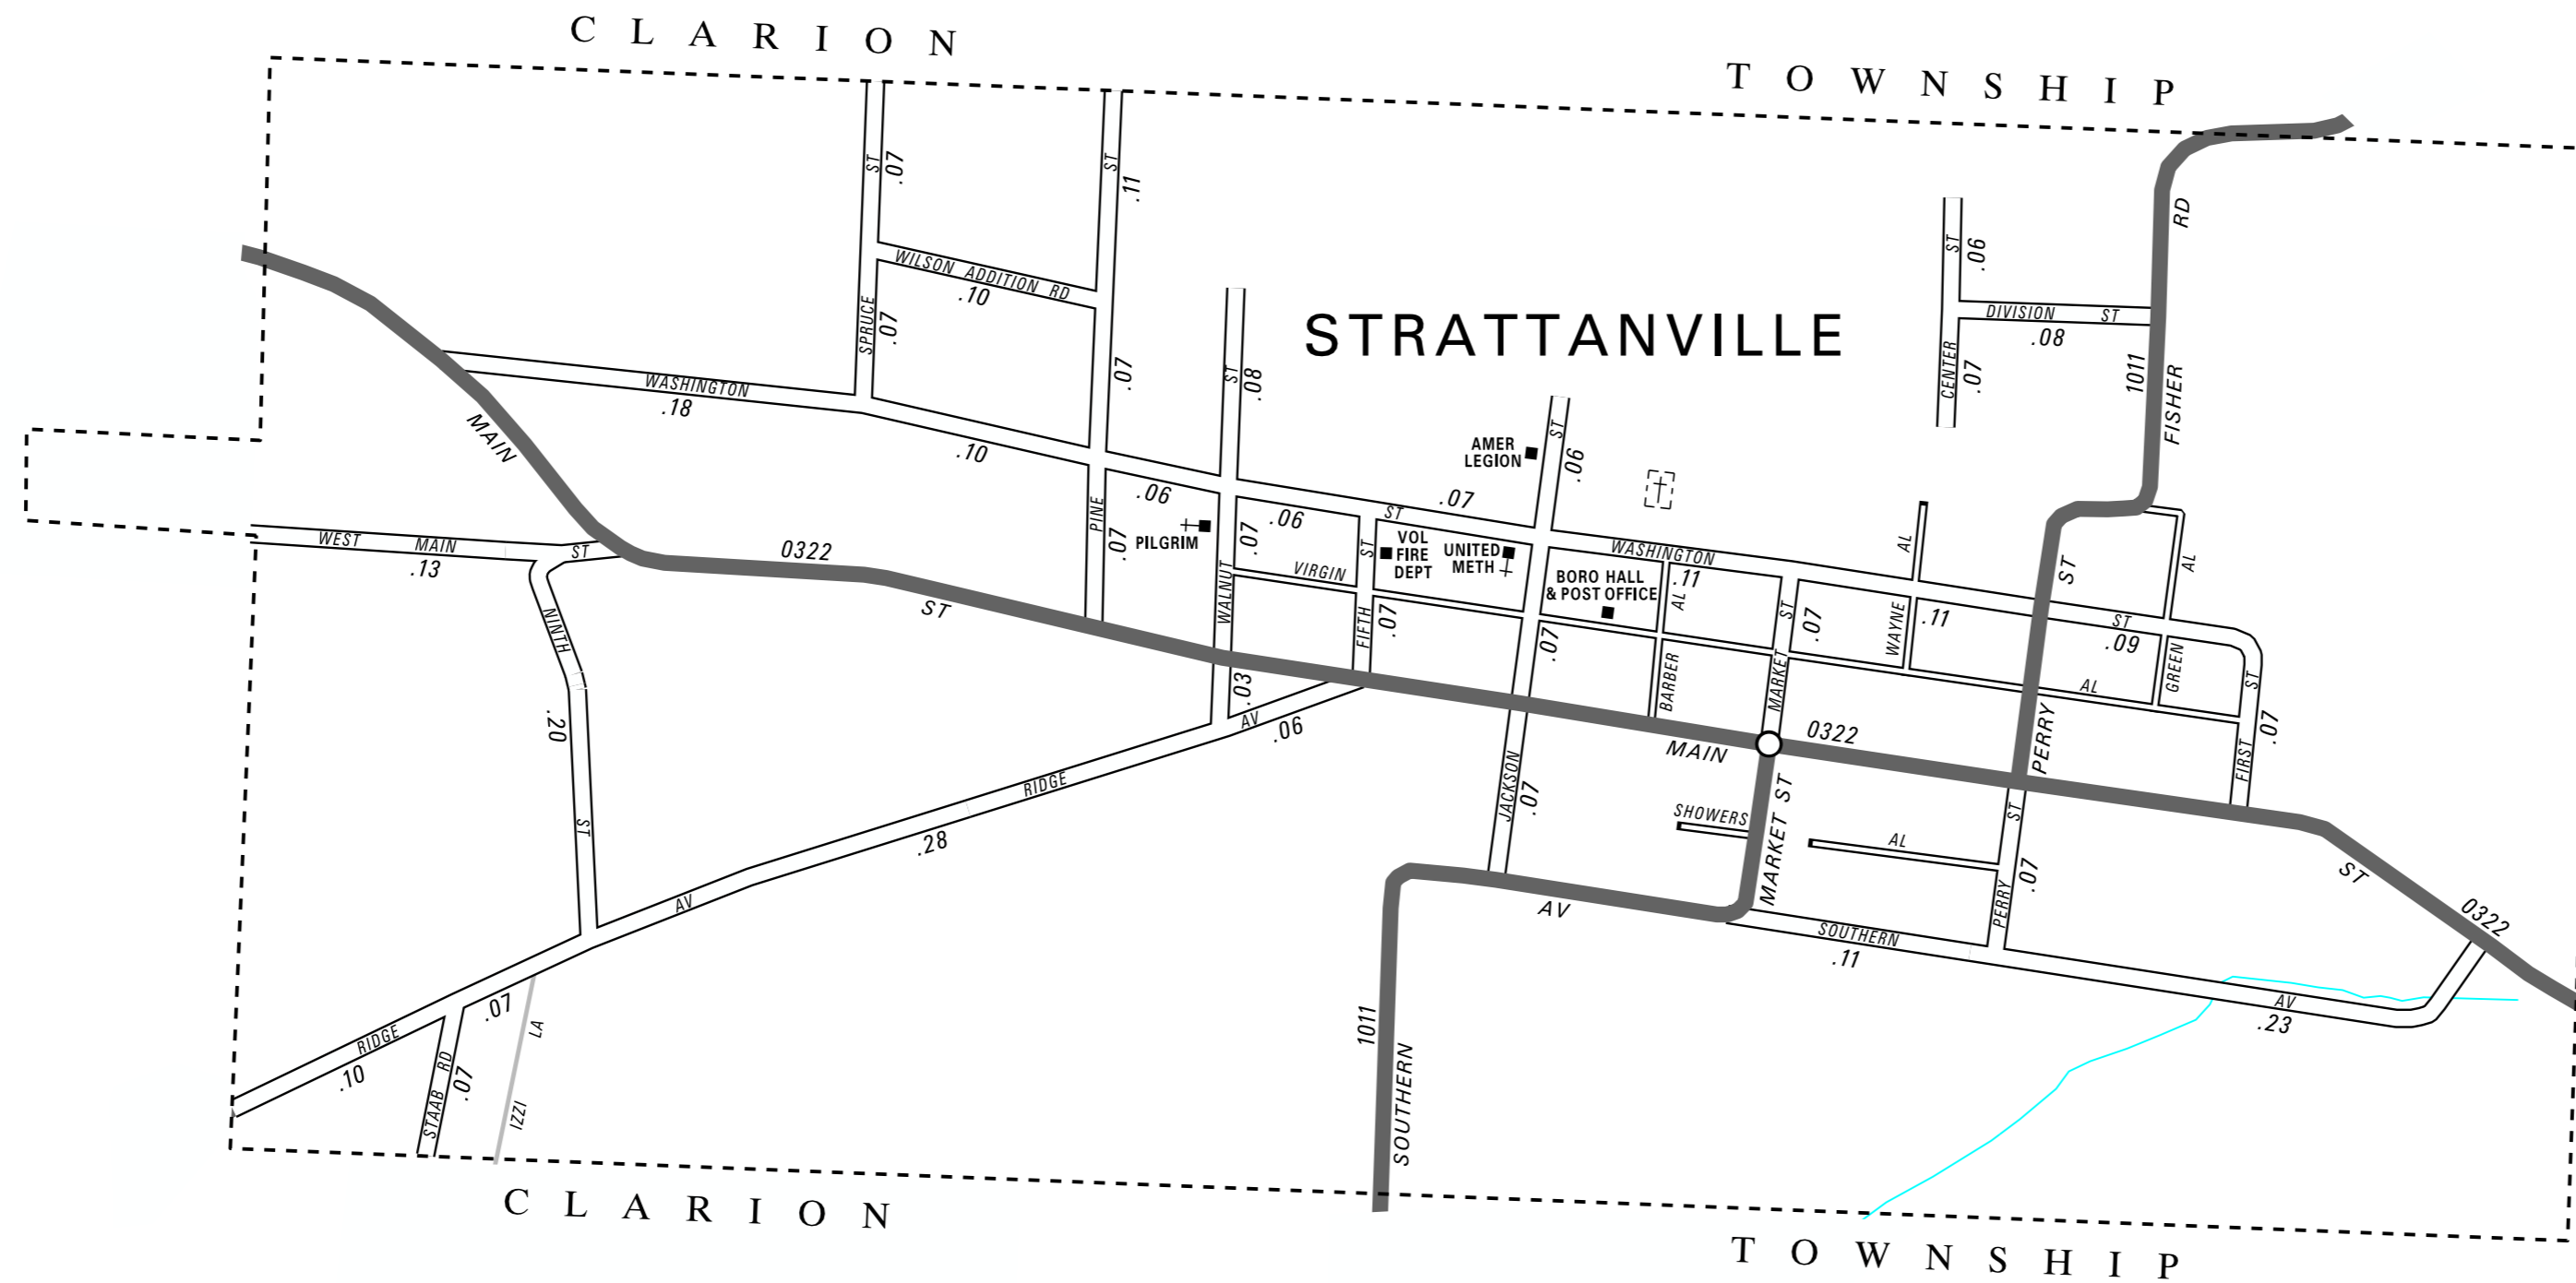 CLARION
TOWNSHIP
ST
.07
ST
.11
RD
ST
.06
WILSON ADDITION RD
.10
SPRUCE
.07
STRATTANVILLE
DIVISION ST
.08
1011
FISHER
CENTER
.07
WASHINGTON
.18
.07
ST
.08
MAIN
.10
AMER
LEGION
ST
.06
.06
.07
.06
ST
PINE
.07
PILGRIM
.07
ST
VOL
FIRE
DEPT
UNITED
METH
WASHINGTON
AL
WEST MAIN ST
.13
0322
ST
VIRGIN
WALNUT
FIFTH
.07
BORO HALL
& POST OFFICE
.11
AL
ST
.07
WAYNE
.11
ST
AL
ST
.09
GREEN
ST
NINTH
.07
BARBER
MARKET
AL
.20
.03
AV
.06
MAIN
0322
PERRY
FIRST
.07
RIDGE
.28
JACKSON
.07
SHOWERS
MARKET ST
AL
ST
.07
PERRY
ST
ST
AV
AV
SOUTHERN
.11
0322
.07
LA
IZZI
RIDGE
.10
STAAB RD
.07
1011
SOUTHERN
AV
.23
CLARION
TOWNSHIP